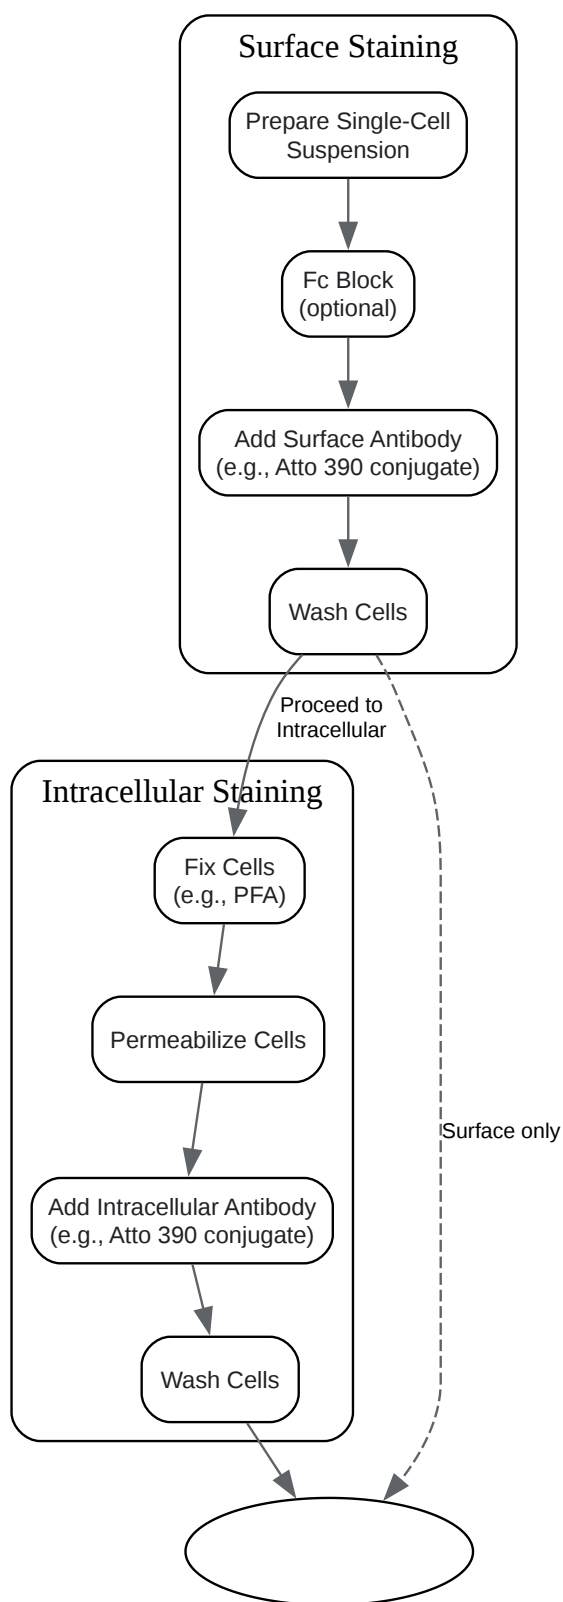 Surface Staining
Prepare Single-Cell
Suspension
Fc Block
(optional)
Add Surface Antibody
(e.g., Atto 390 conjugate)
Wash Cells
Proceed to
Intracellular
Intracellular Staining
Fix Cells
(e.g., PFA)
Permeabilize Cells
Surface only
Add Intracellular Antibody
(e.g., Atto 390 conjugate)
Wash Cells